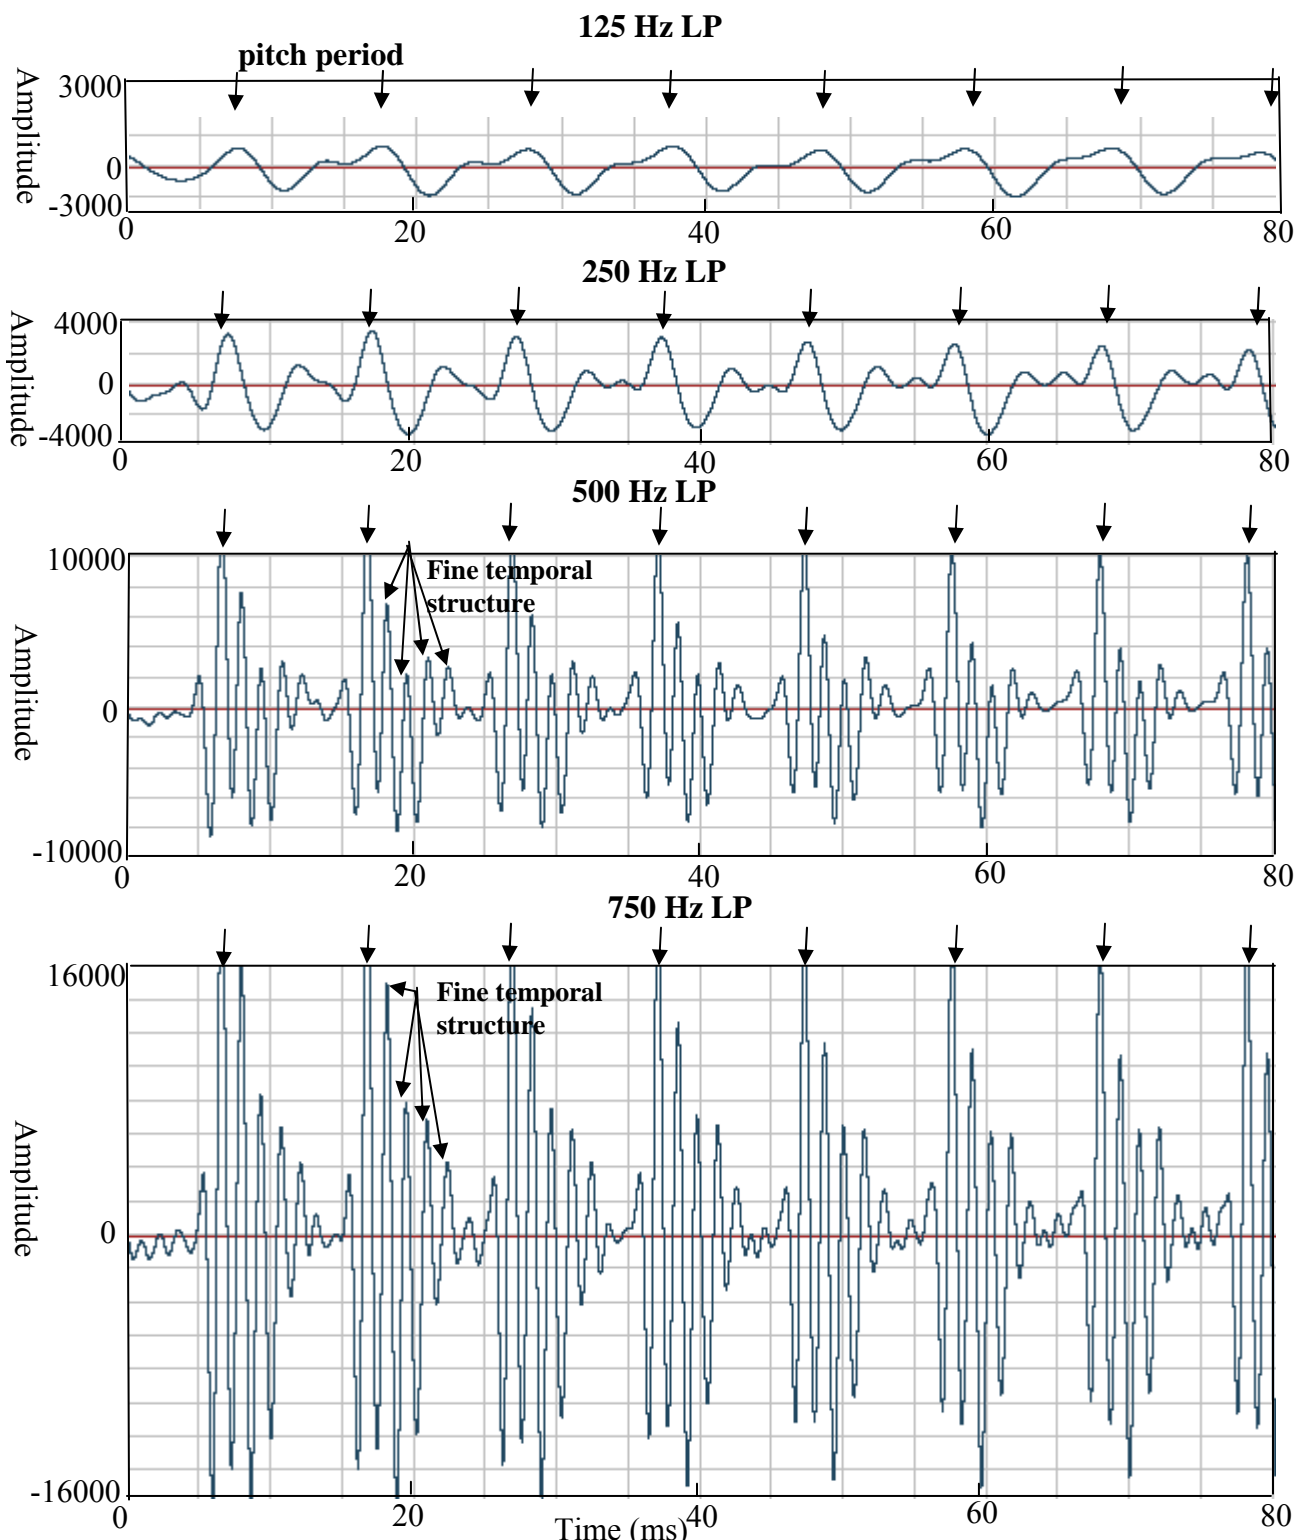 125 Hz LP
pitch period
Amplitude
3000
0
-3000
0 20 40 60 80
250 Hz LP
Amplitude
4000
0
-4000
0 20 40 60 80
500 Hz LP
Amplitude
10000
Fine temporal
structure
0
-10000
0 20 40 60 80
750 Hz LP
Amplitude
16000
Fine temporal
structure
0
-16000
0 20 40 60 80
Time (ms)